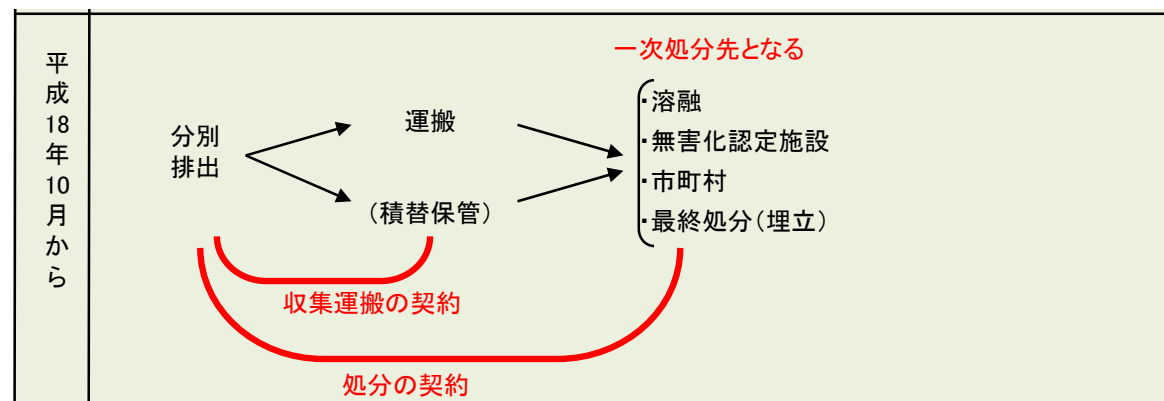 平成18年10月から
一次処分先となる
分別
排出
運搬
(積替保管)
・溶融
・無害化認定施設
・市町村
・最終処分(埋立)
収集運搬の契約
処分の契約